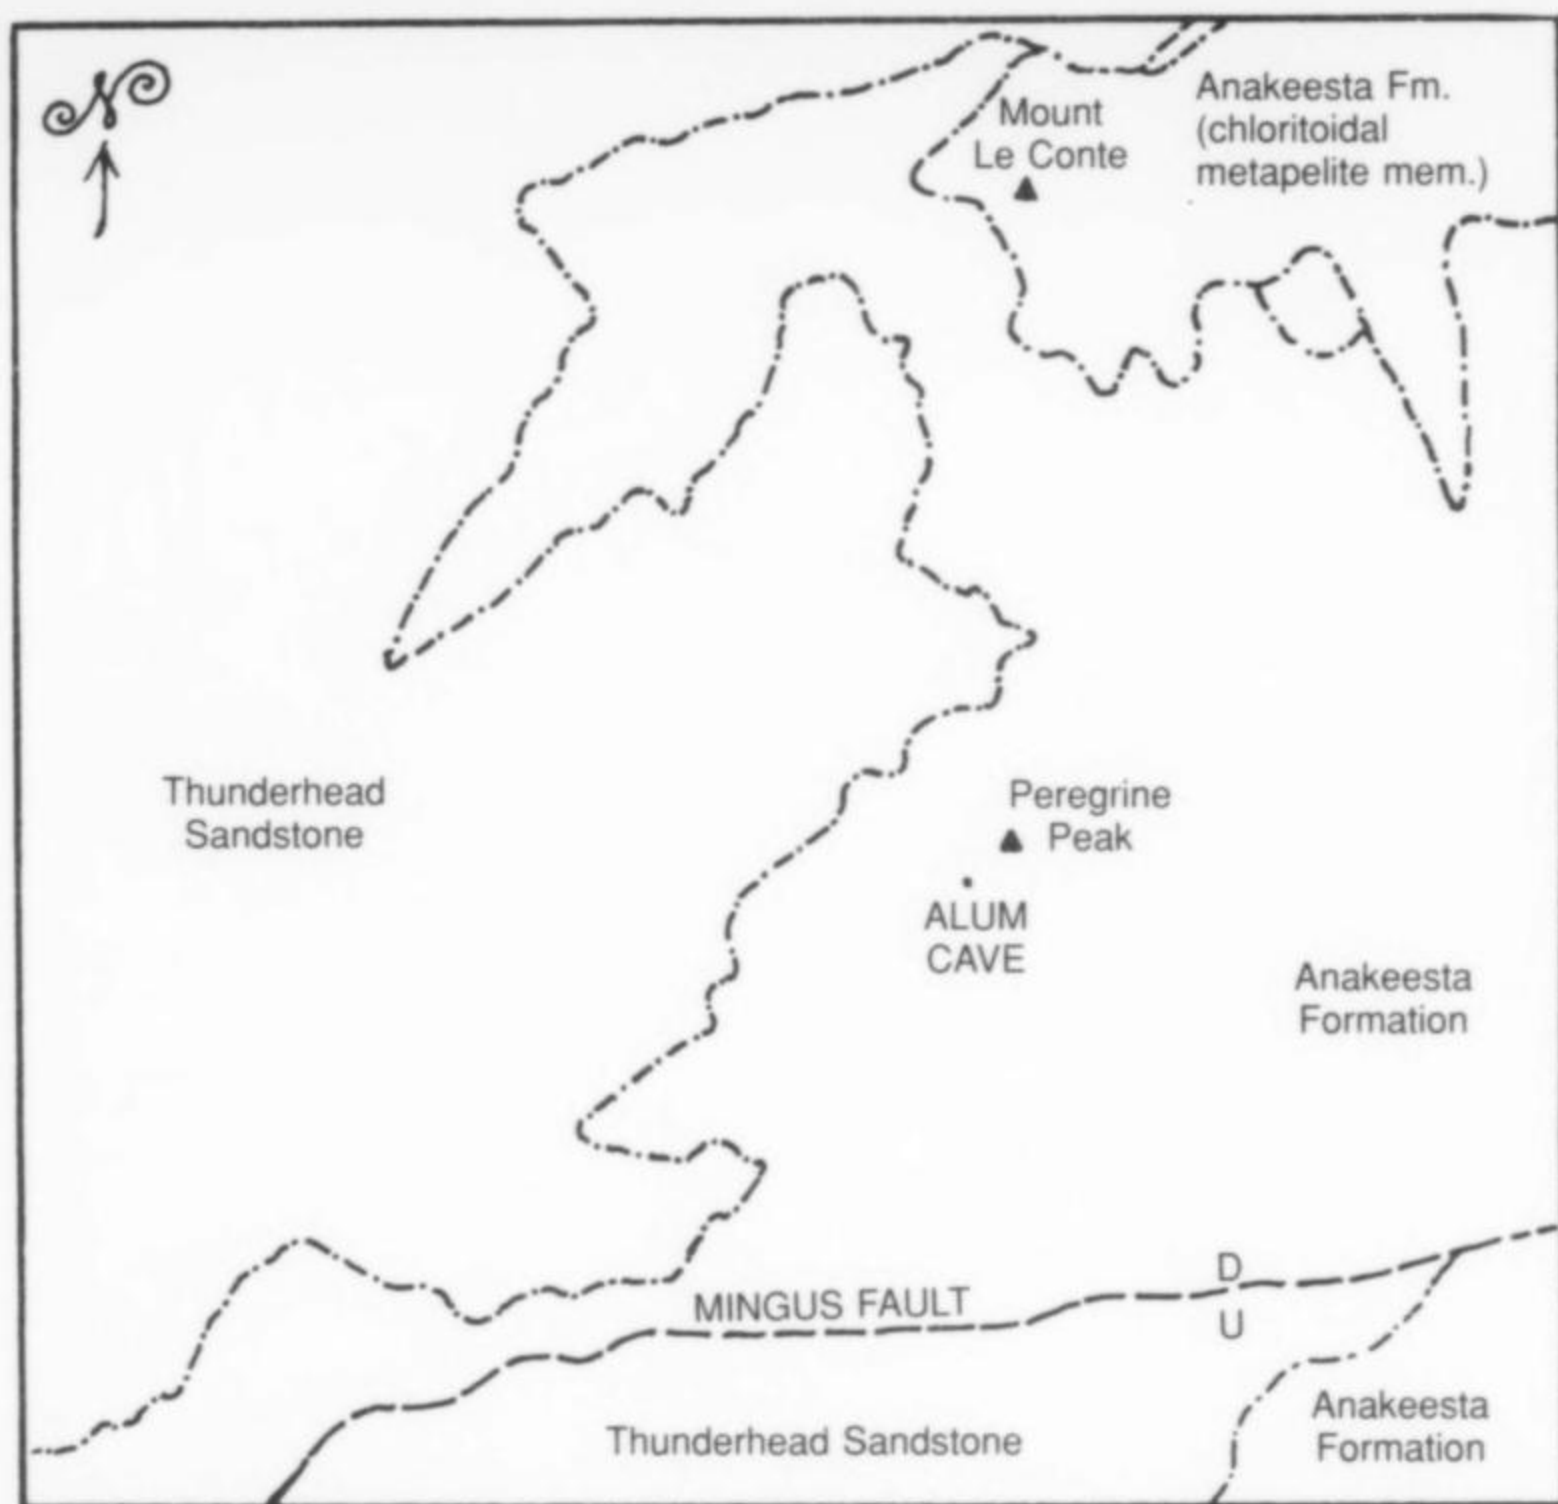 N
Anakeesta Fm.
(chloritoidal
metapelite mem.)
Mount
Le Conte
Thunderhead
Sandstone
Peregrine
Peak
ALUM
CAVE
Anakeesta
Formation
D
MINGUS FAULT
U
Thunderhead Sandstone
Anakeesta
Formation